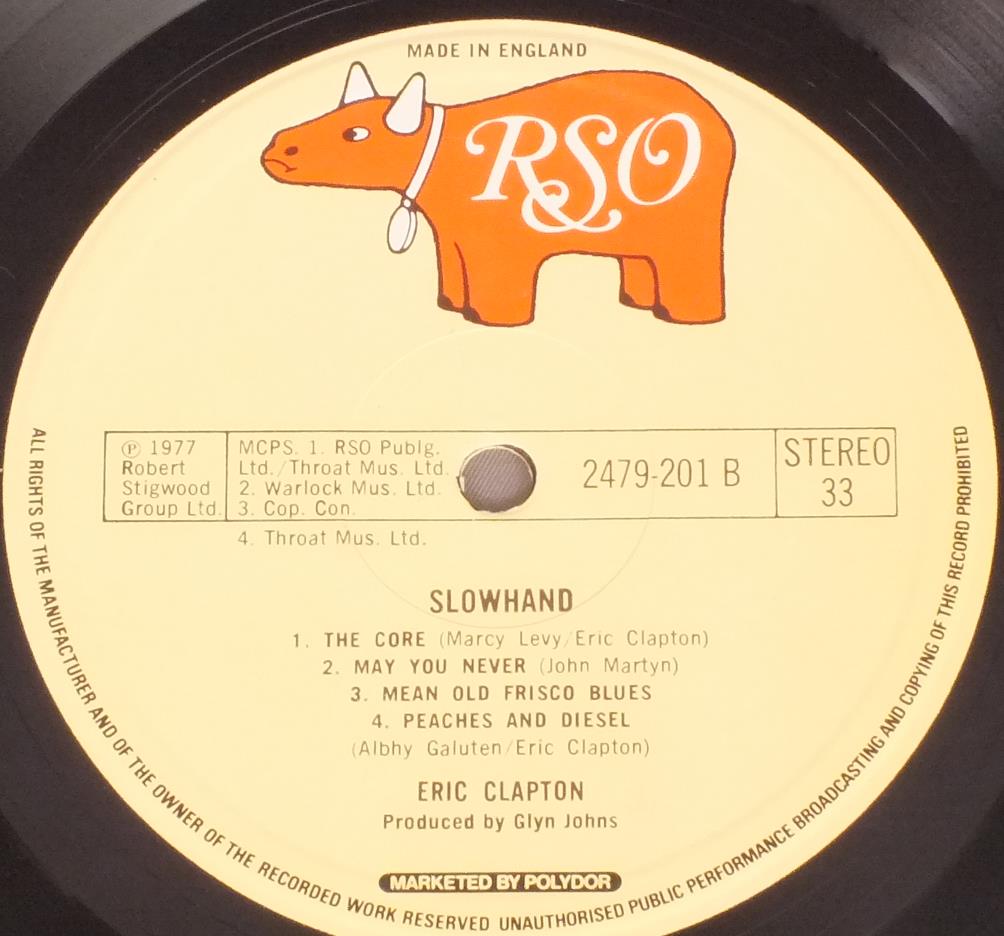 MADE IN ENGLAND
RSO
℗ 1977
Robert
Stigwood
Group Ltd.
MCPS. 1. RSO Publg.
Ltd./Throat Mus. Ltd.
2. Warlock Mus. Ltd.
3. Cop. Con.
4. Throat Mus. Ltd.
2479-201 B
STEREO
33
SLOWHAND
1. THE CORE (Marcy Levy/Eric Clapton)
2. MAY YOU NEVER (John Martyn)
3. MEAN OLD FRISCO BLUES
4. PEACHES AND DIESEL
(Albhy Galuten/Eric Clapton)
ERIC CLAPTON
Produced by Glyn Johns
MARKETED BY POLYDOR
ALL RIGHTS OF THE MANUFACTURER AND OF THE OWNER OF THE RECORDED WORK RESERVED UNAUTHORISED PUBLIC PERFORMANCE BROADCASTING AND COPYING OF THIS RECORD PROHIBITED